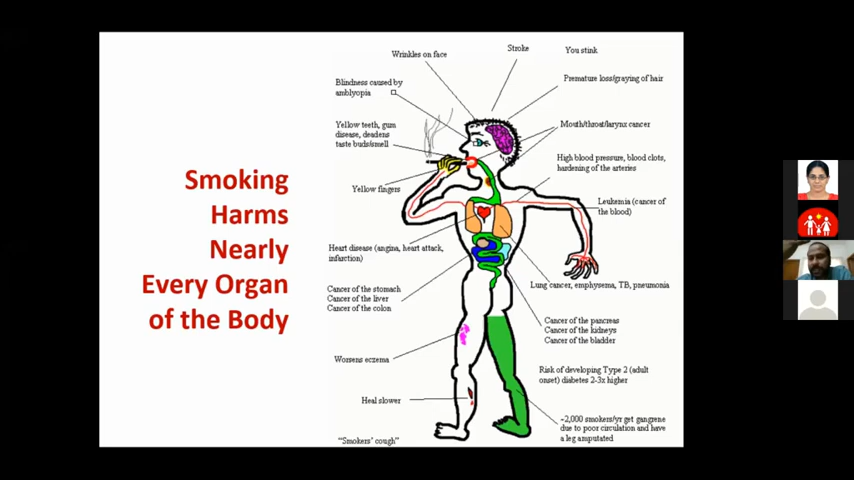 Smoking
Harms
Nearly
Every Organ
of the Body
Wrinkles on face
Stroke
You stink
Blindness caused by
amblyopia
Premature loss/graying of hair
Yellow teeth, gum
disease, deadens
taste buds/smell
Mouth/throat/larynx cancer
High blood pressure, blood clots,
hardening of the arteries
Yellow fingers
Leukemia (cancer of
the blood)
Heart disease (angina, heart attack,
infarction)
Lung cancer, emphysema, TB, pneumonia
Cancer of the stomach
Cancer of the liver
Cancer of the colon
Cancer of the pancreas
Cancer of the kidneys
Cancer of the bladder
Worsens eczema
Risk of developing Type 2 (adult
onset) diabetes 2-3x higher
Heal slower
~2,000 smokers/yr get gangrene
due to poor circulation and have
a leg amputated
"Smokers' cough"